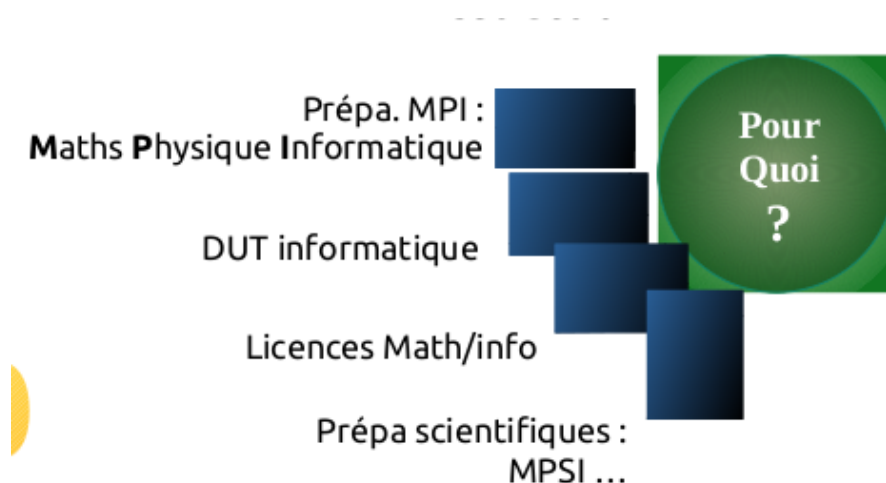 Prépa. MPI :
Maths Physique Informatique
DUT informatique
Licences Math/info
Prépa scientifiques :
MPSI ...
Pour
Quoi
?